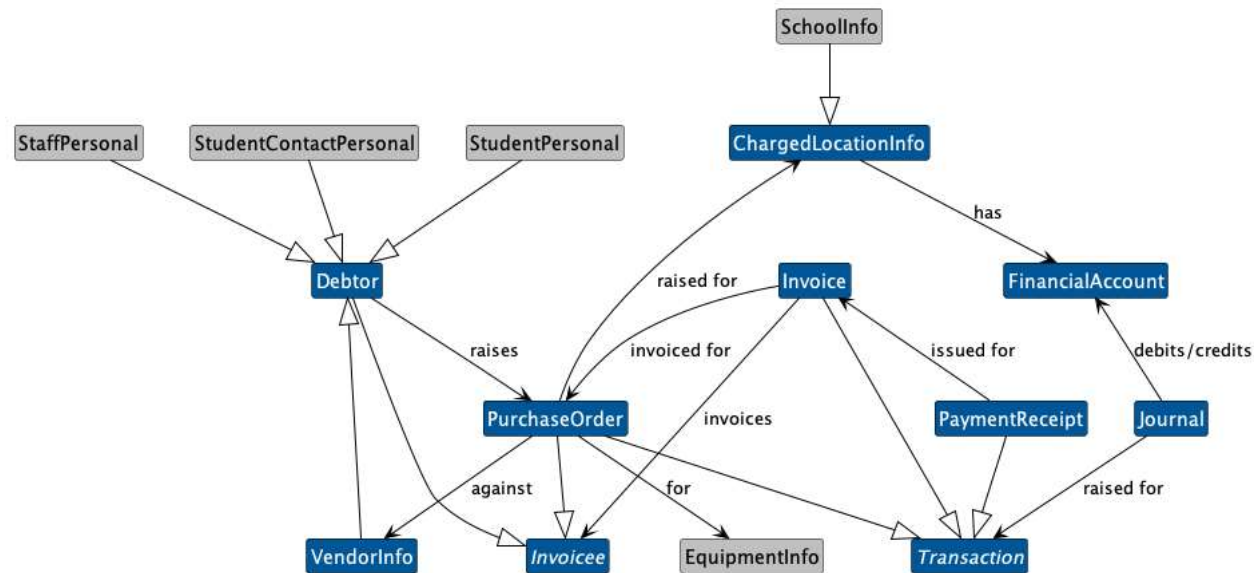 SchoolInfo
StaffPersonal
StudentContactPersonal
StudentPersonal
ChargedLocationInfo
has
Debtor
raised for
Invoice
FinancialAccount
raises
invoiced for
issued for
debits/credits
PurchaseOrder
invoices
PaymentReceipt
Journal
against
for
raised for
VendorInfo
Invoicee
EquipmentInfo
Transaction